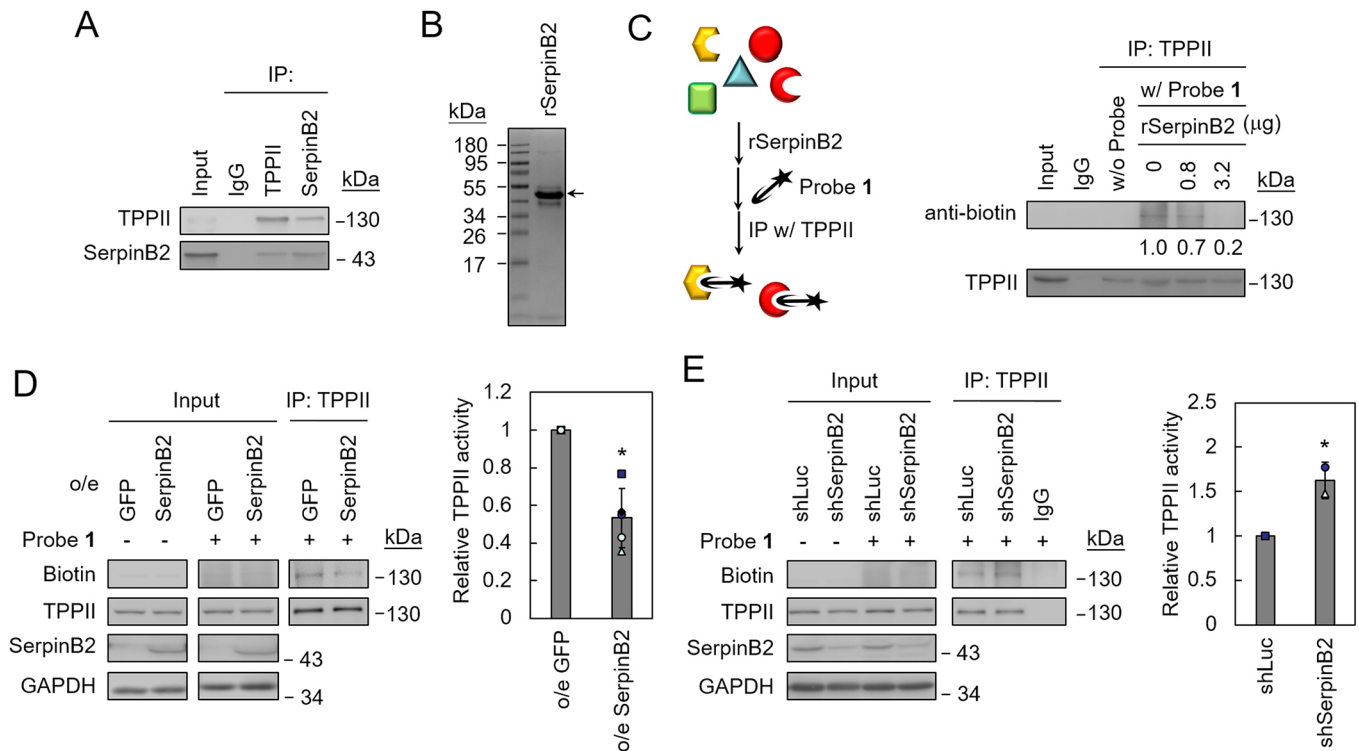 A
IP:
Input
IgG
TPPII
SerpinB2
kDa
TPPII
–130
SerpinB2
– 43
B
rSerpinB2
kDa
180 –
95 –
55 –
34 –
26 –
17 –
C
rSerpinB2
Probe 1
IP w/ TPPII
IP: TPPII
w/ Probe 1
rSerpinB2 (μg)
Input
IgG
w/o Probe
0
0.8
3.2
kDa
anti-biotin
–130
1.0 0.7 0.2
TPPII
–130
D
Input
IP: TPPII
o/e
GFP
SerpinB2
GFP
SerpinB2
GFP
SerpinB2
Probe 1 - - + + + + kDa
Biotin
–130
TPPII
–130
SerpinB2
– 43
GAPDH
– 34
Relative TPPII activity
1.2
1
0.8
0.6
0.4
0.2
0
*
o/e GFP
o/e SerpinB2
E
Input
IP: TPPII
shLuc
shSerpinB2
shLuc
shSerpinB2
shLuc
shSerpinB2
IgG
Probe 1 - - + + + + + kDa
Biotin
–130
TPPII
–130
SerpinB2
– 43
GAPDH
– 34
Relative TPPII activity
2.5
2
1.5
1
0.5
0
*
shLuc
shSerpinB2